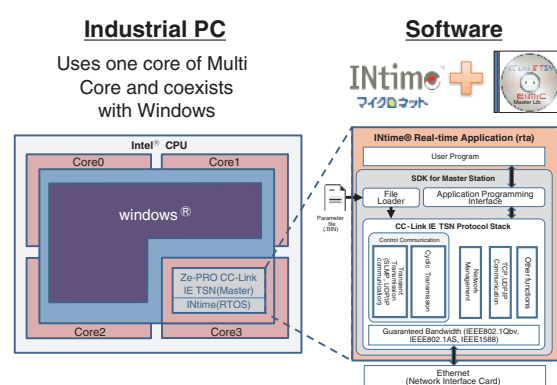 Industrial PC
Uses one core of Multi
Core and coexists
with Windows
Intel® CPU
Core0
Core1
windows ®
Ze-PRO CC-Link
IE TSN(Master)
INtime(RTOS)
Core2
Core3
Software
INtime
マイクロネット
CC-Link IE TSN
Master Lib
INtime® Real-time Application (rta)
User Program
SDK for Master Station
File
Loader
Application Programming
Interface
Parameter
file
(.BIN)
CC-Link IE TSN Protocol Stack
Control Communication
Transient
Transmission
(SLMP, UDP/IP
communication)
Cyclic Transmission
Network
Management
TCP,UDP,IP
Communication
Other functions
Guaranteed Bandwidth (IEEE802.1Qbv,
IEEE802.1AS, IEEE1588)
Ethernet
(Network Interface Card)